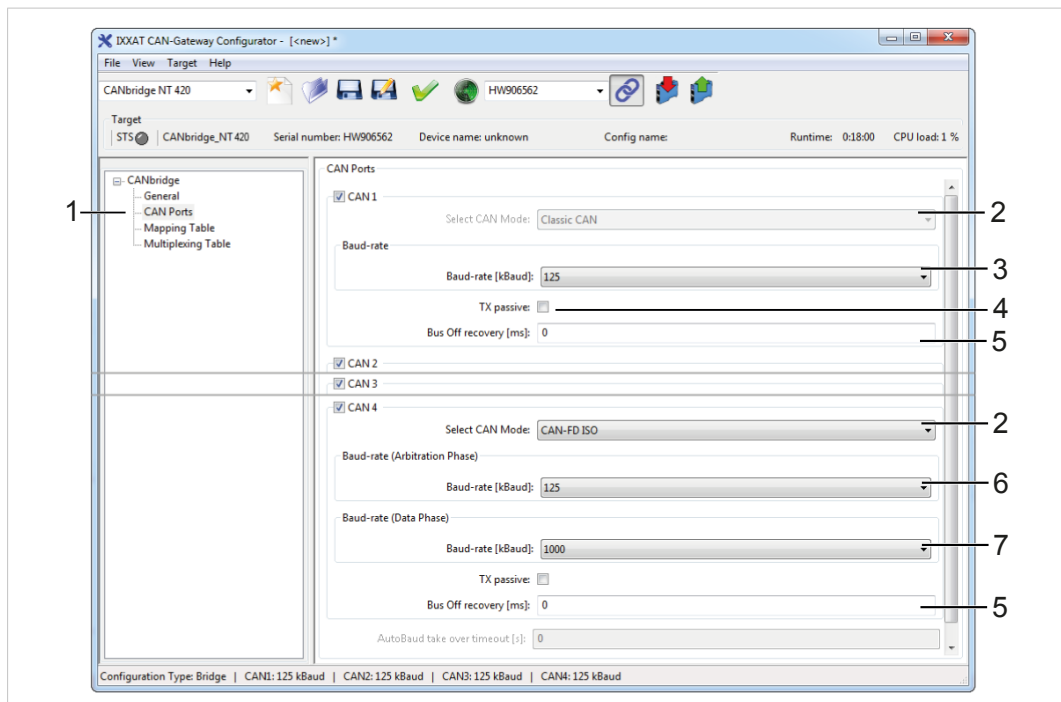 IXXAT CAN-Gateway Configurator - [<new>] *
File View Target Help
CANbridge NT 420 HW906562
Target
STS CANbridge_NT420 Serial number: HW906562 Device name: unknown Config name: Runtime: 0:18:00 CPU load: 1 %
CANbridge
General
CAN Ports
Mapping Table
Multiplexing Table
1
CAN Ports
CAN 1
Select CAN Mode: Classic CAN 2
Baud-rate
Baud-rate [kBaud]: 125 3
TX passive: 4
Bus Off recovery [ms]: 0 5
CAN 2
CAN 3
CAN 4
Select CAN Mode: CAN-FD ISO 2
Baud-rate (Arbitration Phase)
Baud-rate [kBaud]: 125 6
Baud-rate (Data Phase)
Baud-rate [kBaud]: 1000 7
TX passive:
Bus Off recovery [ms]: 0 5
AutoBaud take over timeout [s]: 0
Configuration Type: Bridge | CAN1: 125 kBaud | CAN2: 125 kBaud | CAN3: 125 kBaud | CAN4: 125 kBaud